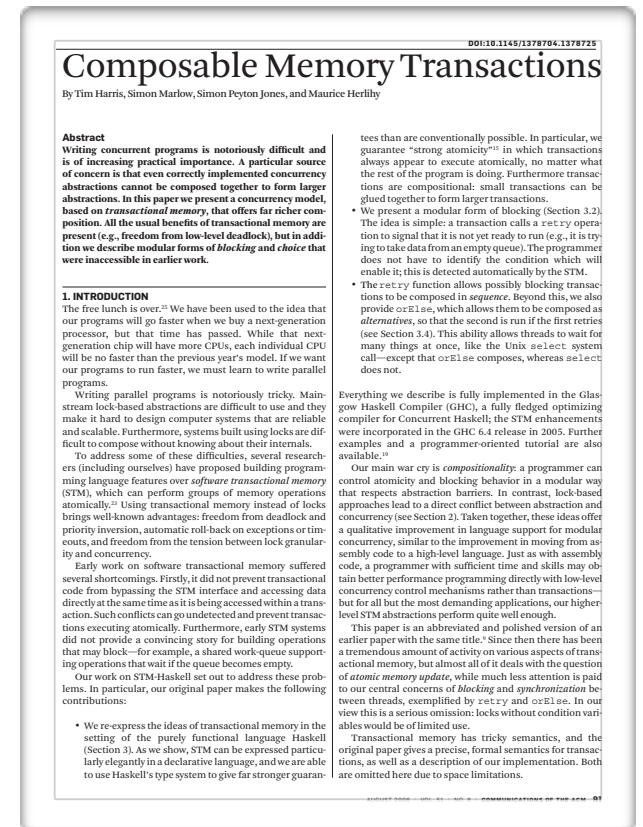 DOI:10.1145/1378704.1378725
Composable Memory Transactions
By Tim Harris, Simon Marlow, Simon Peyton Jones, and Maurice Herlihy
Abstract
Writing concurrent programs is notoriously difficult and
is of increasing practical importance. A particular source
of concern is that even correctly implemented concurrency
abstractions cannot be composed together to form larger
abstractions. In this paper we present a concurrency model,
based on transactional memory, that offers far richer com-
position. All the usual benefits of transactional memory are
present (e.g., freedom from low-level deadlock), but in addi-
tion we describe modular forms of blocking and choice that
were inaccessible in earlier work.
1. INTRODUCTION
The free lunch is over.25 We have been used to the idea that
our programs will go faster when we buy a next-generation
processor, but that time has passed. While that next-
generation chip will have more CPUs, each individual CPU
will be no faster than the previous year's model. If we want
our programs to run faster, we must learn to write parallel
programs.
Writing parallel programs is notoriously tricky. Main-
stream lock-based abstractions are difficult to use and they
make it hard to design computer systems that are reliable
and scalable. Furthermore, systems built using locks are dif-
ficult to compose without knowing about their internals.
To address some of these difficulties, several research-
ers (including ourselves) have proposed building program-
ming language features over software transactional memory
(STM), which can perform groups of memory operations
atomically.23 Using transactional memory instead of locks
brings well-known advantages: freedom from deadlock and
priority inversion, automatic roll-back on exceptions or tim-
eouts, and freedom from the tension between lock granular-
ity and concurrency.
Early work on software transactional memory suffered
several shortcomings. Firstly, it did not prevent transactional
code from bypassing the STM interface and accessing data
directly at the same time as it is being accessed within a trans-
action. Such conflicts can go undetected and prevent transac-
tions executing atomically. Furthermore, early STM systems
did not provide a convincing story for building operations
that may block—for example, a shared work-queue support-
ing operations that wait if the queue becomes empty.
Our work on STM-Haskell set out to address these prob-
lems. In particular, our original paper makes the following
contributions:
• We re-express the ideas of transactional memory in the
setting of the purely functional language Haskell
(Section 3). As we show, STM can be expressed particu-
larly elegantly in a declarative language, and we are able
to use Haskell's type system to give far stronger guaran-
tees than are conventionally possible. In particular, we
guarantee "strong atomicity"15 in which transactions
always appear to execute atomically, no matter what
the rest of the program is doing. Furthermore transac-
tions are compositional: small transactions can be
glued together to form larger transactions.
• We present a modular form of blocking (Section 3.2).
The idea is simple: a transaction calls a retry opera-
tion to signal that it is not yet ready to run (e.g., it is try-
ing to take data from an empty queue). The programmer
does not have to identify the condition which will
enable it; this is detected automatically by the STM.
• The retry function allows possibly blocking transac-
tions to be composed in sequence. Beyond this, we also
provide orElse, which allows them to be composed as
alternatives, so that the second is run if the first retries
(see Section 3.4). This ability allows threads to wait for
many things at once, like the Unix select system
call—except that orElse composes, whereas select
does not.
Everything we describe is fully implemented in the Glas-
gow Haskell Compiler (GHC), a fully fledged optimizing
compiler for Concurrent Haskell; the STM enhancements
were incorporated in the GHC 6.4 release in 2005. Further
examples and a programmer-oriented tutorial are also
available.19
Our main war cry is compositionality: a programmer can
control atomicity and blocking behavior in a modular way
that respects abstraction barriers. In contrast, lock-based
approaches lead to a direct conflict between abstraction and
concurrency (see Section 2). Taken together, these ideas offer
a qualitative improvement in language support for modular
concurrency, similar to the improvement in moving from as-
sembly code to a high-level language. Just as with assembly
code, a programmer with sufficient time and skills may ob-
tain better performance programming directly with low-level
concurrency control mechanisms rather than transactions—
but for all but the most demanding applications, our higher-
level STM abstractions perform quite well enough.
This paper is an abbreviated and polished version of an
earlier paper with the same title.9 Since then there has been
a tremendous amount of activity on various aspects of trans-
actional memory, but almost all of it deals with the question
of atomic memory update, while much less attention is paid
to our central concerns of blocking and synchronization be-
tween threads, exemplified by retry and orElse. In our
view this is a serious omission: locks without condition vari-
ables would be of limited use.
Transactional memory has tricky semantics, and the
original paper gives a precise, formal semantics for transac-
tions, as well as a description of our implementation. Both
are omitted here due to space limitations.
AUGUST 2008 | VOL. 51 | NO. 8 | COMMUNICATIONS OF THE ACM 91